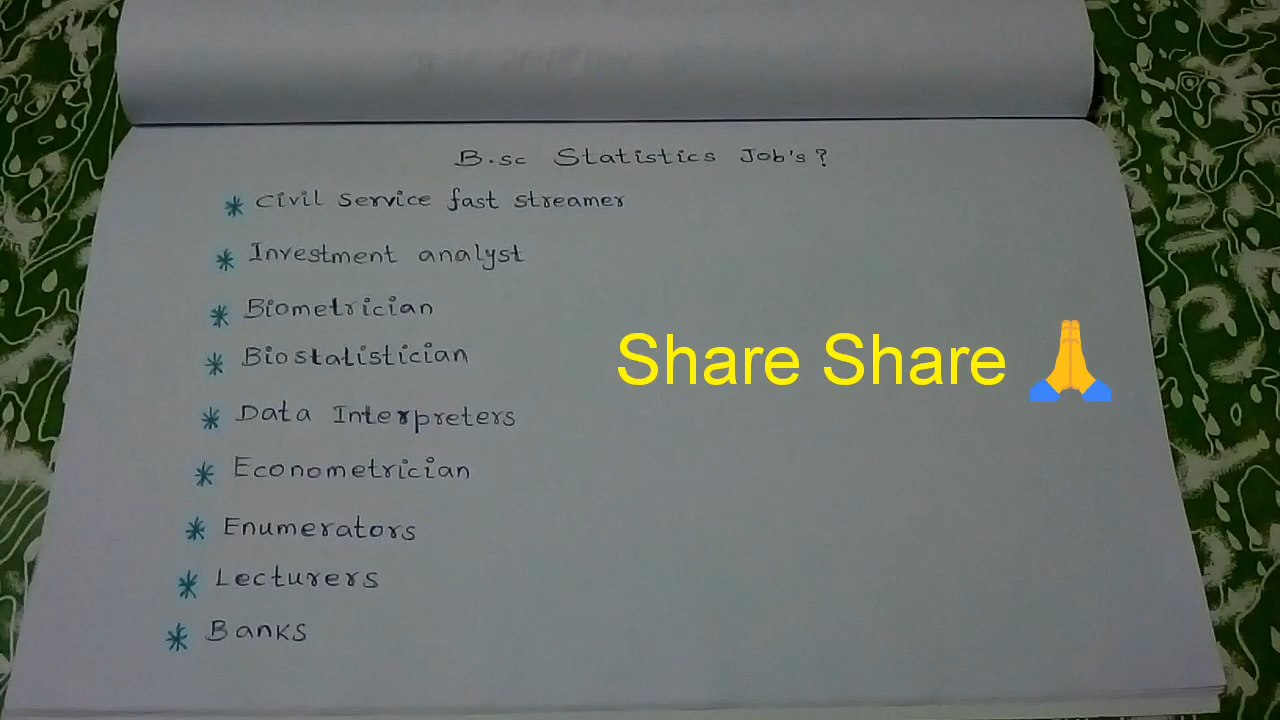 B.sc Statistics Job's?
* Civil Service fast streamer
* Investment analyst
* Biometrician
* Biostatistician
* Data Interpreters
* Econometrician
* Enumerators
* Lecturers
* Banks
Share Share 🙏